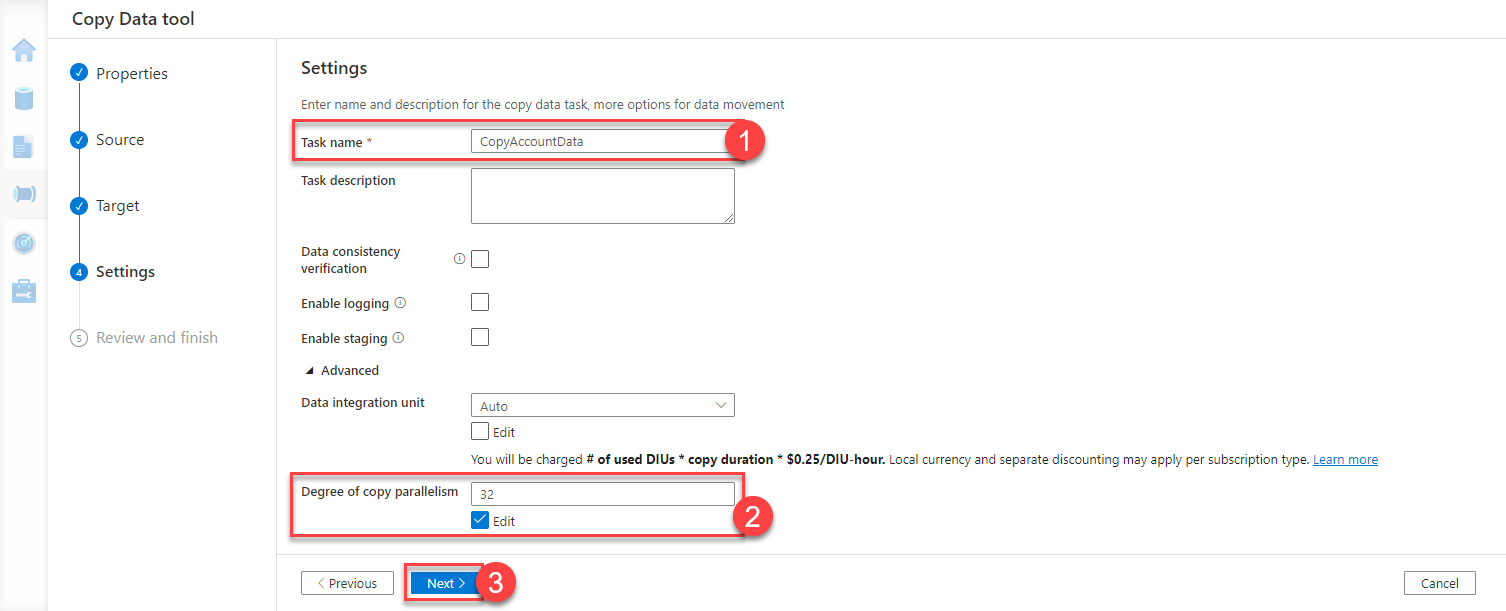 Copy Data tool
Properties
Source
Target
4 Settings
5 Review and finish
Settings
Enter name and description for the copy data task, more options for data movement
Task name * CopyAccountData 1
Task description
Data consistency
verification
Enable logging
Enable staging
Advanced
Data integration unit Auto
Edit
You will be charged # of used DIUs * copy duration * $0.25/DIU-hour. Local currency and separate discounting may apply per subscription type. Learn more
Degree of copy parallelism 32
Edit 2
< Previous Next > 3 Cancel